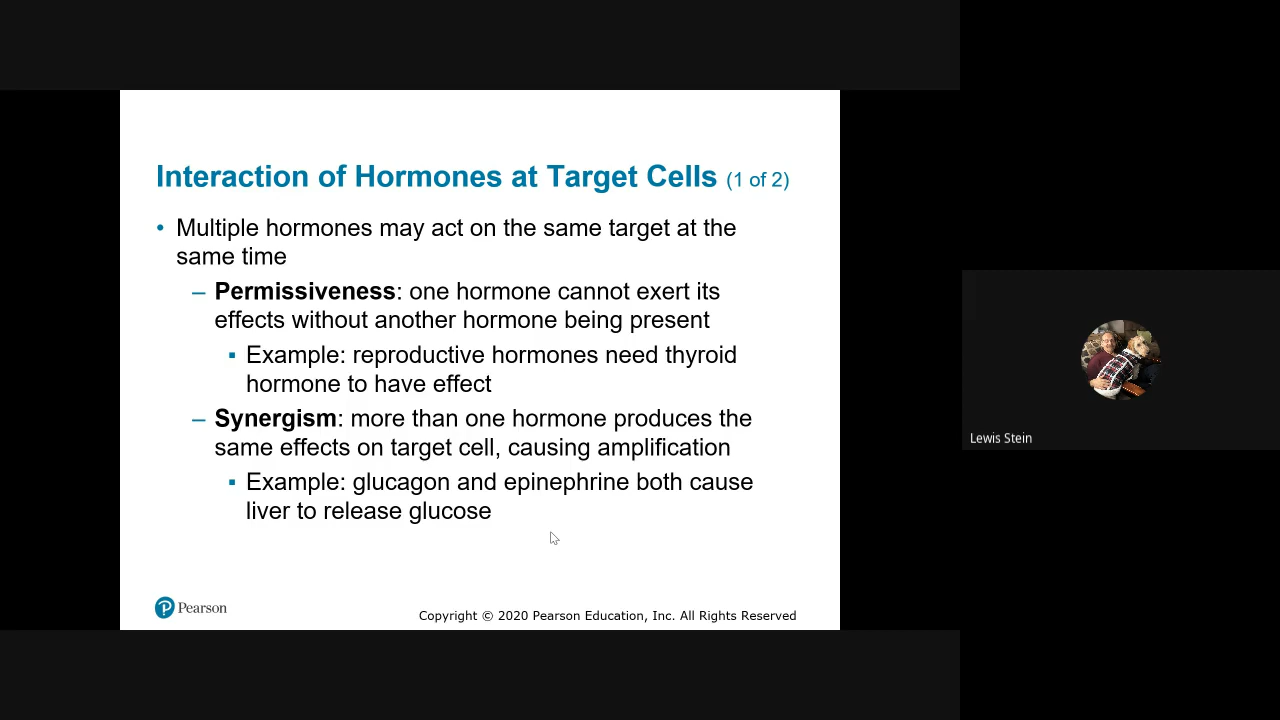 Interaction of Hormones at Target Cells (1 of 2)
• Multiple hormones may act on the same target at the
same time
– Permissiveness: one hormone cannot exert its
effects without another hormone being present
▪ Example: reproductive hormones need thyroid
hormone to have effect
– Synergism: more than one hormone produces the
same effects on target cell, causing amplification
▪ Example: glucagon and epinephrine both cause
liver to release glucose
Pearson
Copyright © 2020 Pearson Education, Inc. All Rights Reserved
Lewis Stein